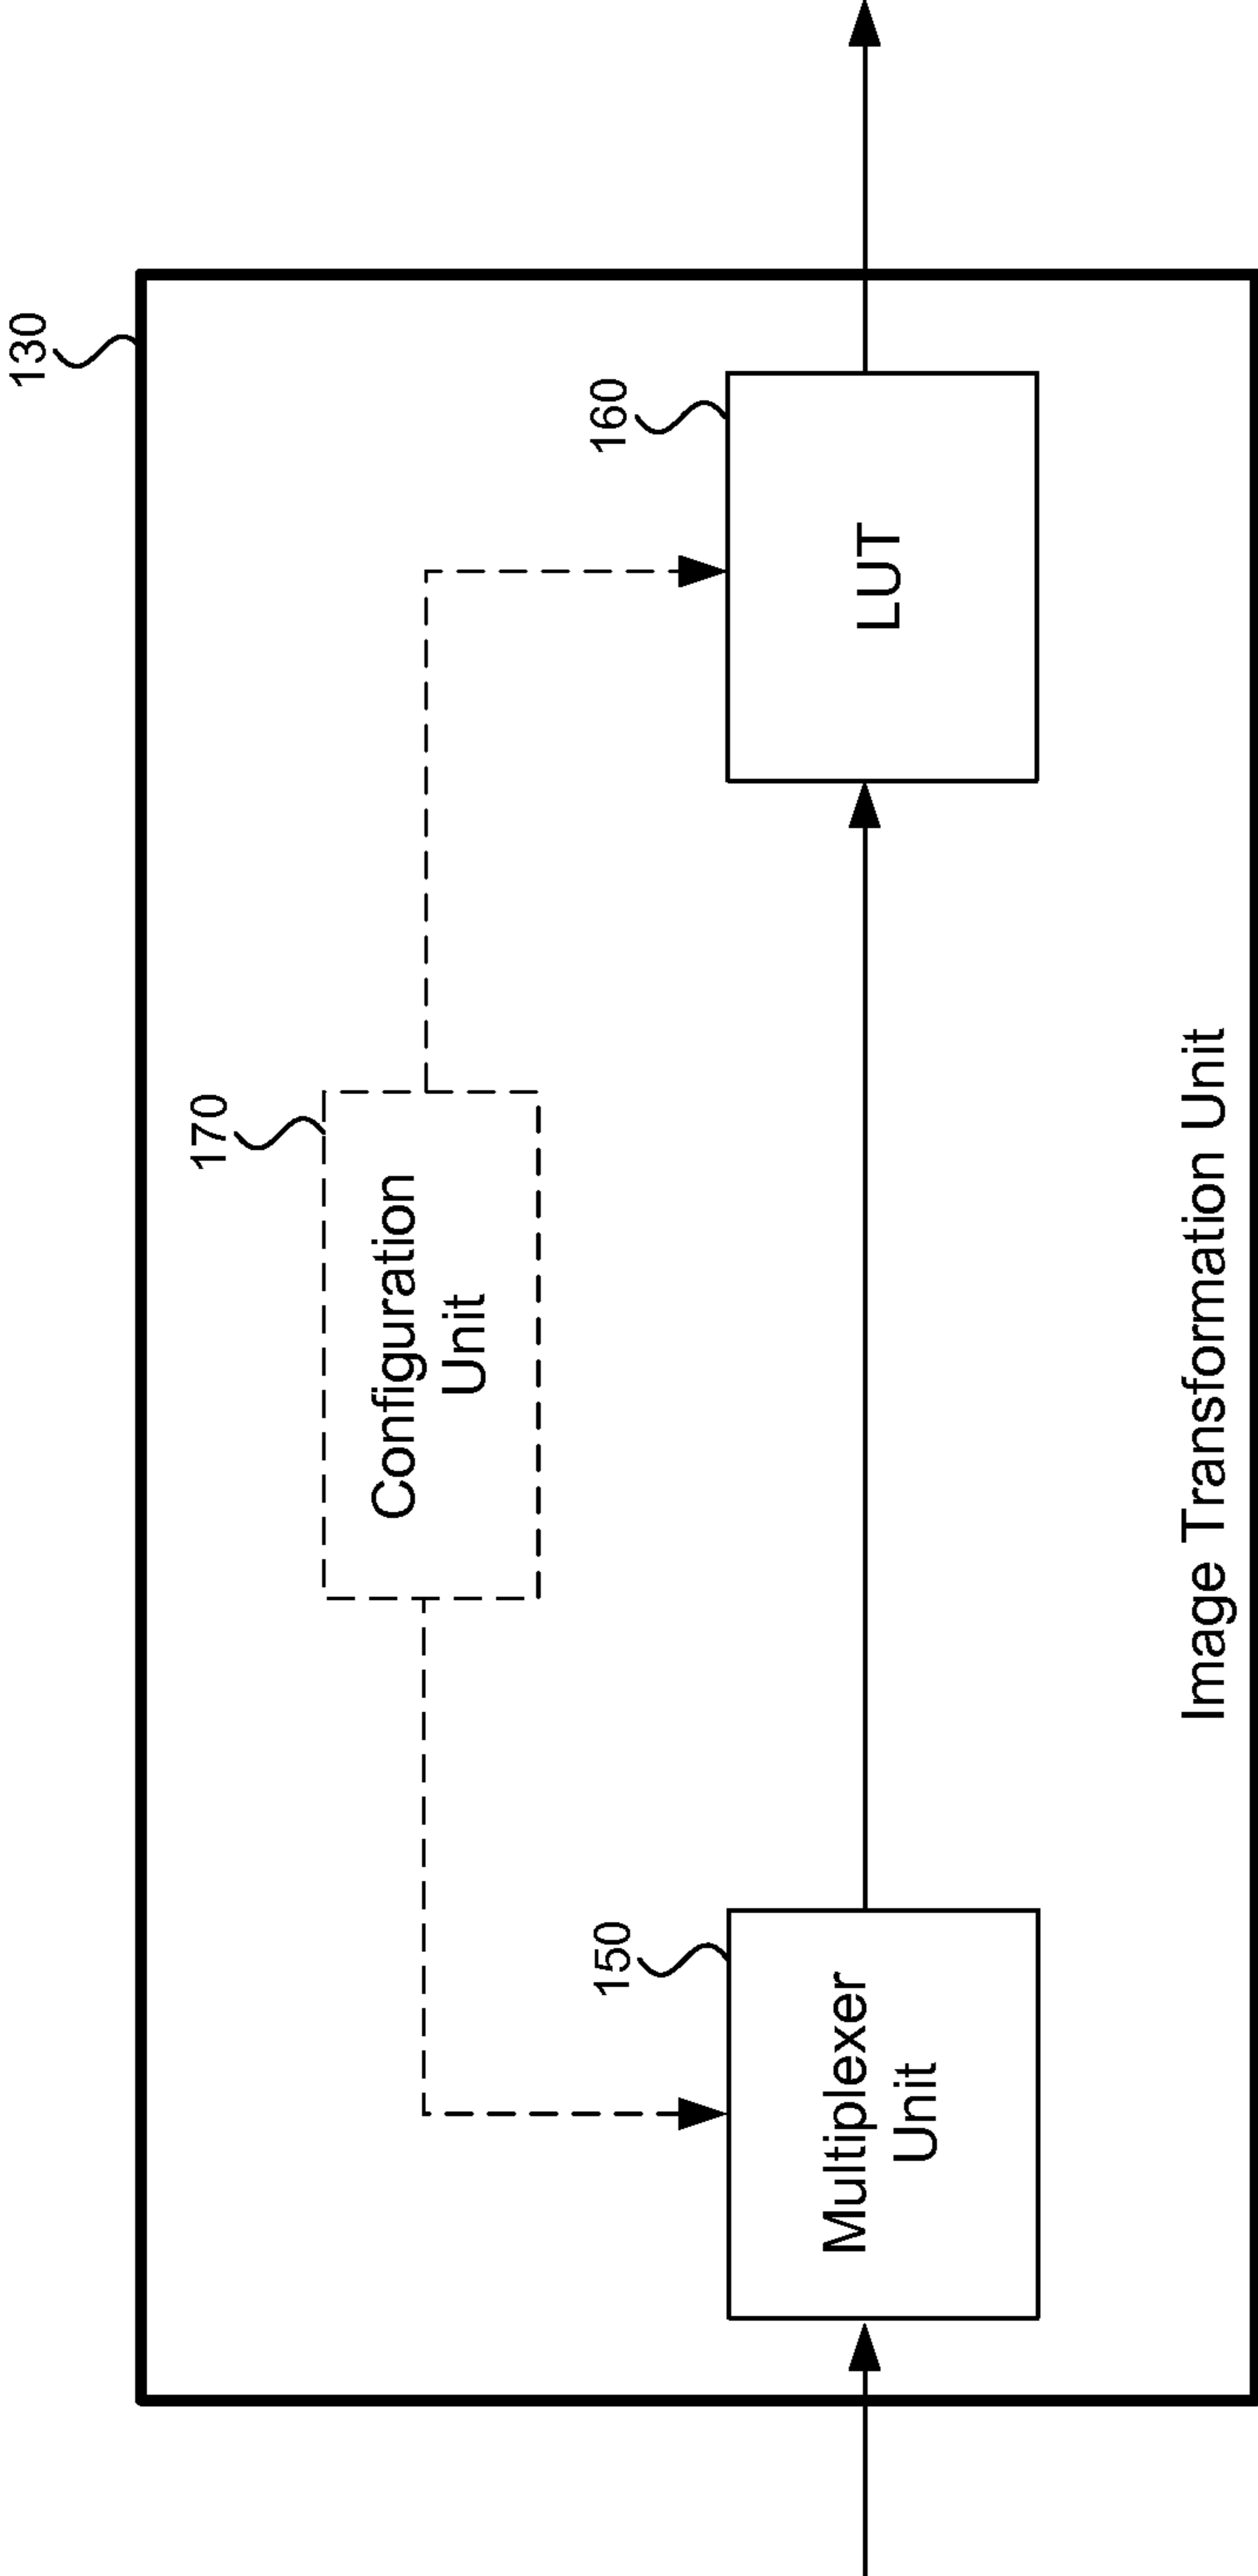 130
170
Configuration
Unit
150
160
Multiplexer
Unit
LUT
Image Transformation Unit